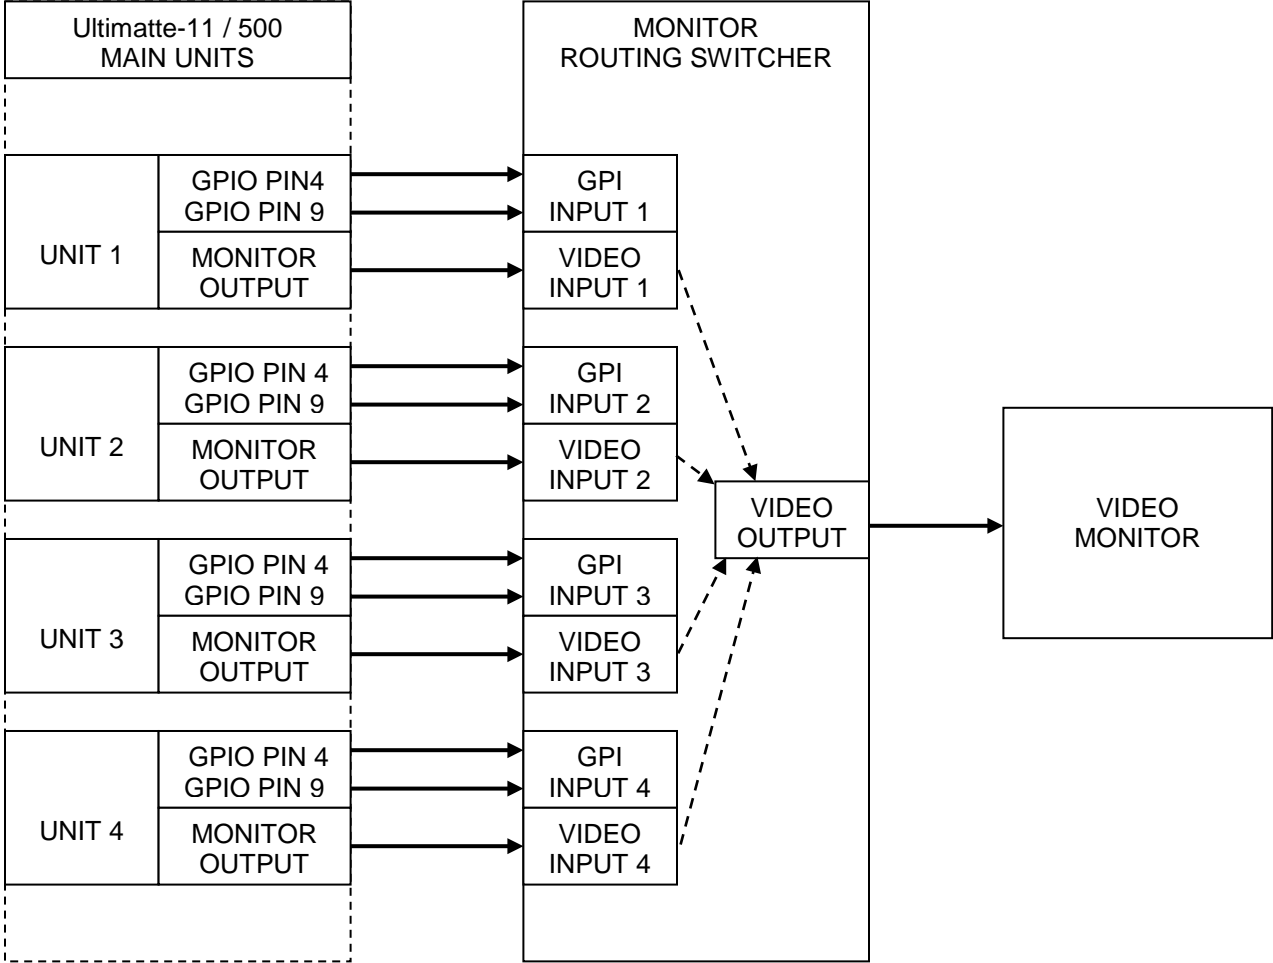 Ultimatte-11 / 500
MAIN UNITS
MONITOR
ROUTING SWITCHER
UNIT 1
GPIO PIN4
GPIO PIN 9
MONITOR
OUTPUT
GPI
INPUT 1
VIDEO
INPUT 1
UNIT 2
GPIO PIN 4
GPIO PIN 9
MONITOR
OUTPUT
GPI
INPUT 2
VIDEO
INPUT 2
UNIT 3
GPIO PIN 4
GPIO PIN 9
MONITOR
OUTPUT
GPI
INPUT 3
VIDEO
INPUT 3
UNIT 4
GPIO PIN 4
GPIO PIN 9
MONITOR
OUTPUT
GPI
INPUT 4
VIDEO
INPUT 4
VIDEO
OUTPUT
VIDEO
MONITOR